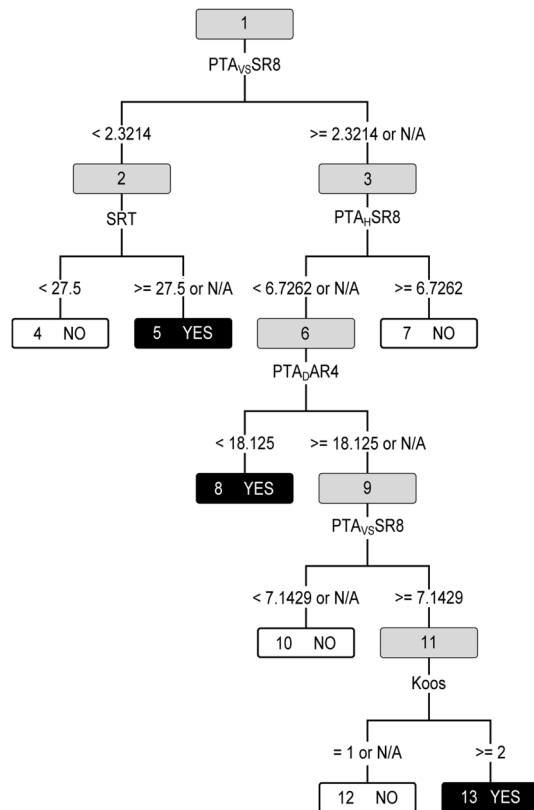 1
PTAVSSR8
< 2.3214
>= 2.3214 or N/A
2
3
SRT
PTAHSR8
< 27.5
>= 27.5 or N/A
< 6.7262 or N/A
>= 6.7262
4 NO
5 YES
6
7 NO
PTADAR4
< 18.125
>= 18.125 or N/A
8 YES
9
PTAVSSR8
< 7.1429 or N/A
>= 7.1429
10 NO
11
Koos
= 1 or N/A
>= 2
12 NO
13 YES